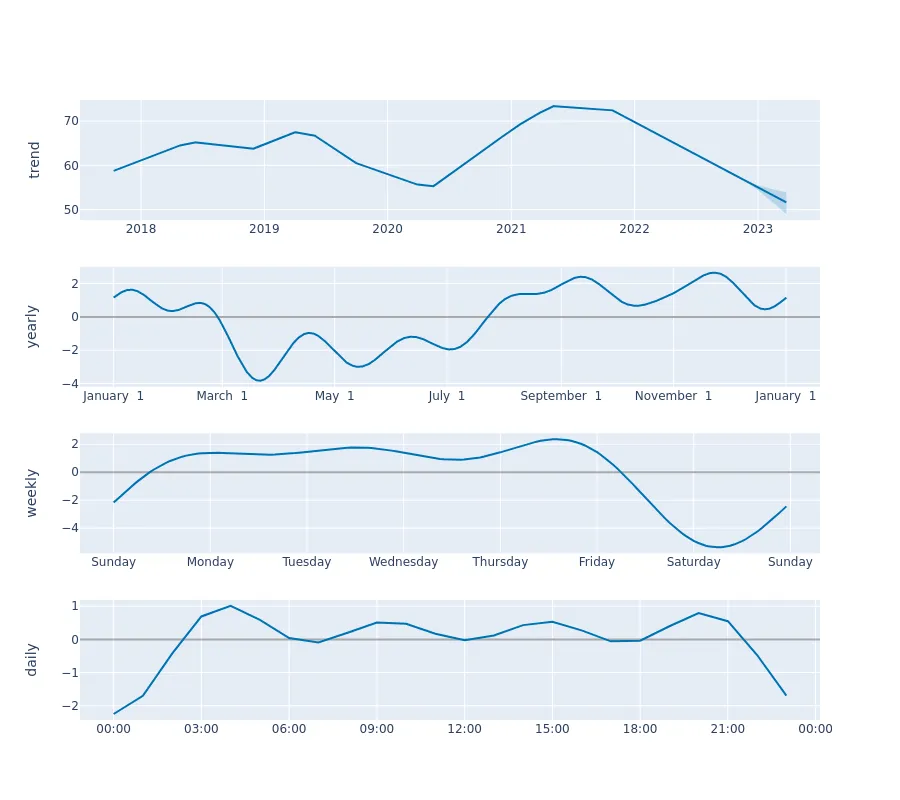 trend
70
60
50
2018 2019 2020 2021 2022 2023
yearly
2
0
−2
−4
January 1 March 1 May 1 July 1 September 1 November 1 January 1
weekly
2
0
−2
−4
Sunday Monday Tuesday Wednesday Thursday Friday Saturday Sunday
daily
1
0
−1
−2
00:00 03:00 06:00 09:00 12:00 15:00 18:00 21:00 00:00